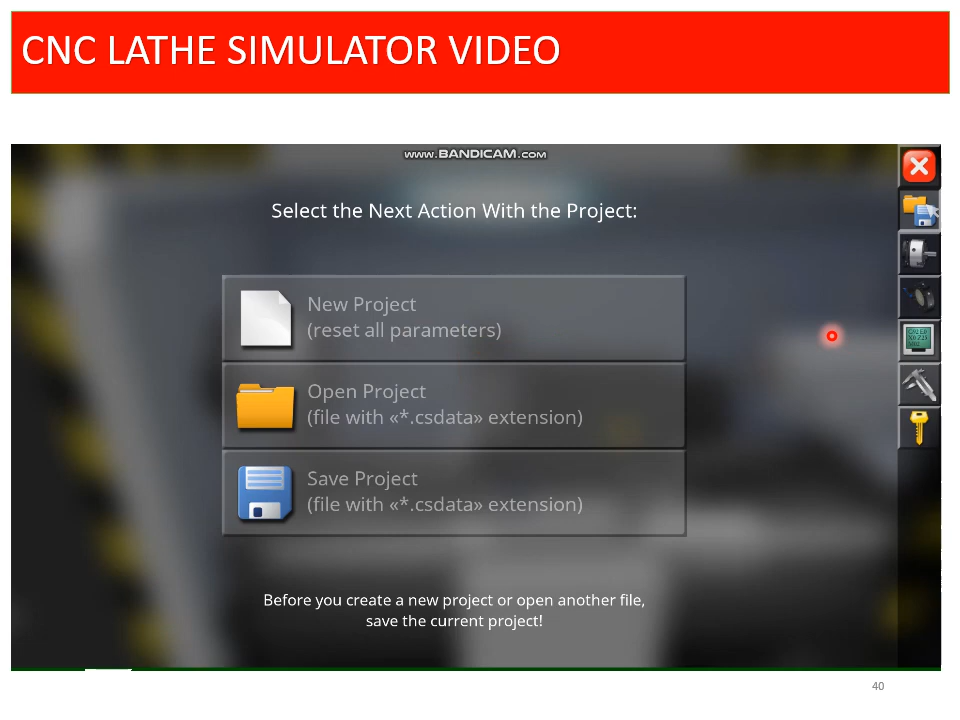 CNC LATHE SIMULATOR VIDEO
www.BANDICAM.com
Select the Next Action With the Project:
New Project
(reset all parameters)
Open Project
(file with «*.csdata» extension)
Save Project
(file with «*.csdata» extension)
Before you create a new project or open another file,
save the current project!
40